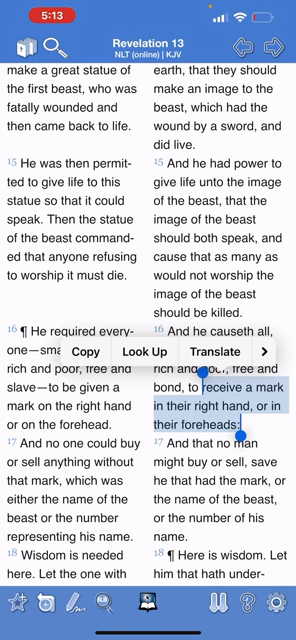 5:13
Revelation 13
NLT (online) | KJV
make a great statue of
the first beast, who was
fatally wounded and
then came back to life.
15 He was then permit-
ted to give life to this
statue so that it could
speak. Then the statue
of the beast command-
ed that anyone refusing
to worship it must die.
16 ¶ He required every-
one—sma
rich and poor, free and
slave—to be given a
mark on the right hand
or on the forehead.
17 And no one could buy
or sell anything without
that mark, which was
either the name of the
beast or the number
representing his name.
18 Wisdom is needed
here. Let the one with
earth, that they should
make an image to the
beast, which had the
wound by a sword, and
did live.
15 And he had power to
give life unto the image
of the beast, that the
image of the beast
should both speak, and
cause that as many as
would not worship the
image of the beast
should be killed.
16 And he causeth all,
Copy Look Up Translate >
rich and poor, free and
bond, to receive a mark
in their right hand, or in
their foreheads:
17 And that no man
might buy or sell, save
he that had the mark, or
the name of the beast,
or the number of his
name.
18 ¶ Here is wisdom. Let
him that hath under-